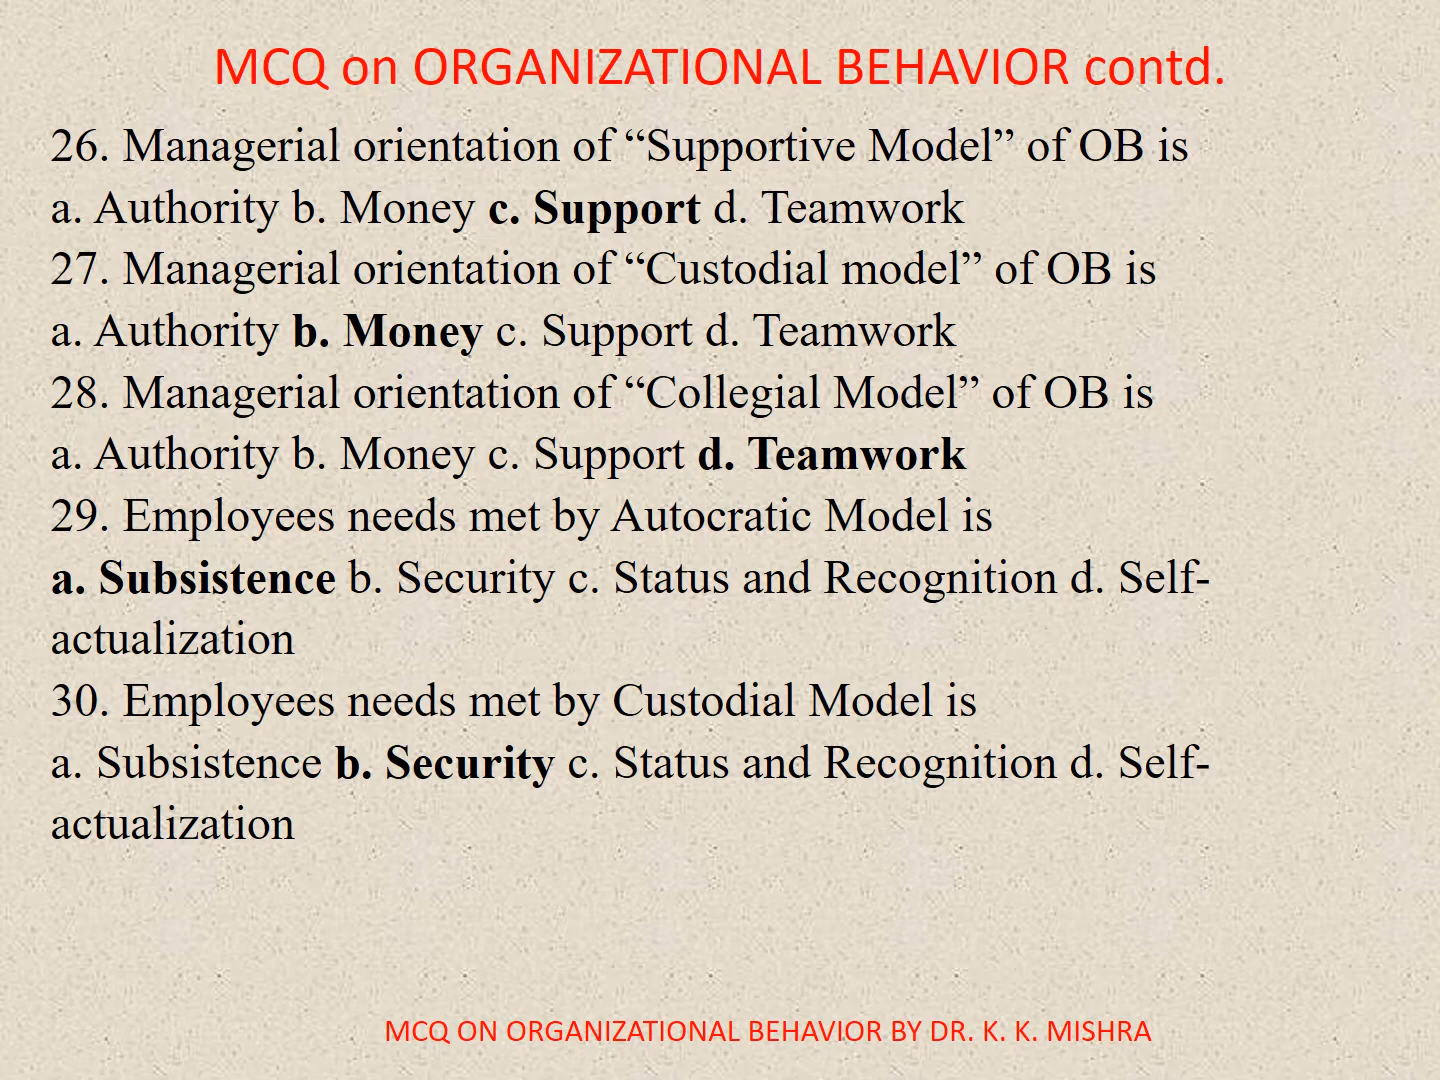 MCQ on ORGANIZATIONAL BEHAVIOR contd.
26. Managerial orientation of “Supportive Model” of OB is
a. Authority b. Money c. Support d. Teamwork
27. Managerial orientation of “Custodial model” of OB is
a. Authority b. Money c. Support d. Teamwork
28. Managerial orientation of “Collegial Model” of OB is
a. Authority b. Money c. Support d. Teamwork
29. Employees needs met by Autocratic Model is
a. Subsistence b. Security c. Status and Recognition d. Self-
actualization
30. Employees needs met by Custodial Model is
a. Subsistence b. Security c. Status and Recognition d. Self-
actualization
MCQ ON ORGANIZATIONAL BEHAVIOR BY DR. K. K. MISHRA